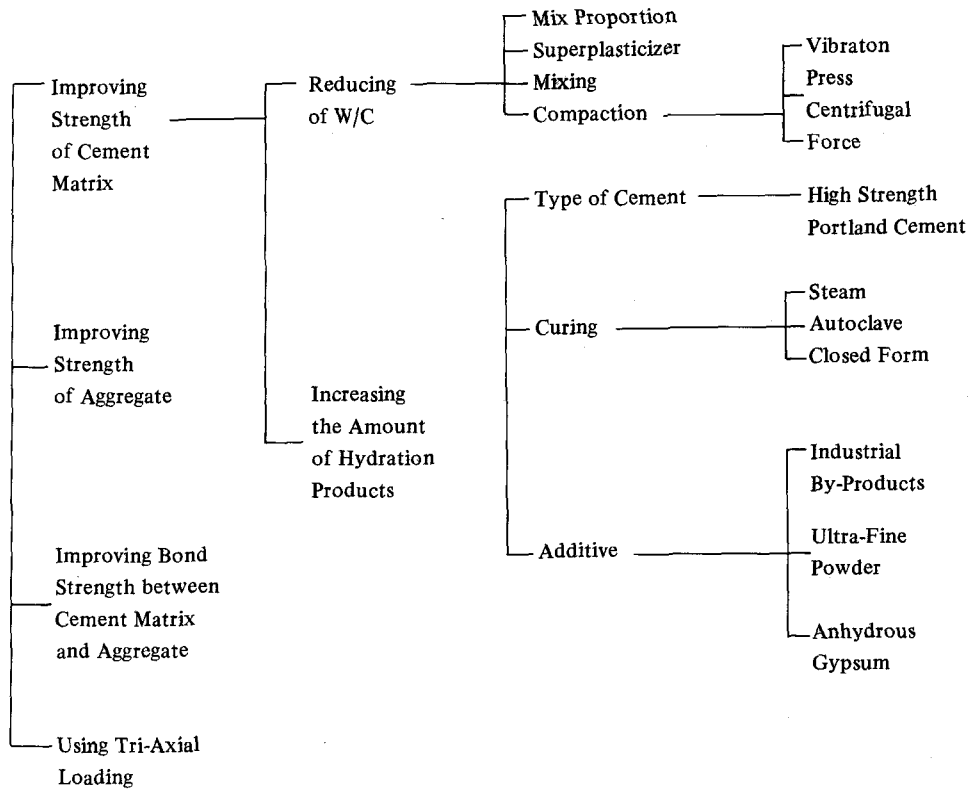 Improving
Strength
of Cement
Matrix
Improving
Strength
of Aggregate
Improving Bond
Strength between
Cement Matrix
and Aggregate
Using Tri-Axial
Loading
Reducing
of W/C
Increasing
the Amount
of Hydration
Products
Mix Proportion
Superplasticizer
Mixing
Compaction
Vibraton
Press
Centrifugal
Force
Type of Cement
High Strength
Portland Cement
Curing
Steam
Autoclave
Closed Form
Additive
Industrial
By-Products
Ultra-Fine
Powder
Anhydrous
Gypsum